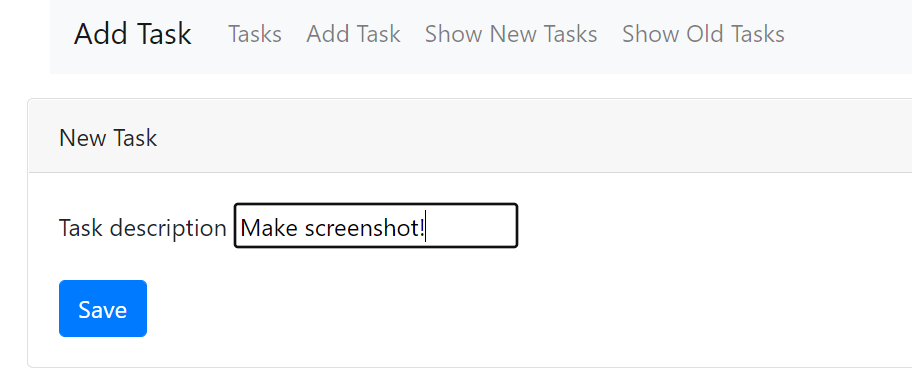 Add Task Tasks Add Task Show New Tasks Show Old Tasks
New Task
Task description Make screenshot!
Save